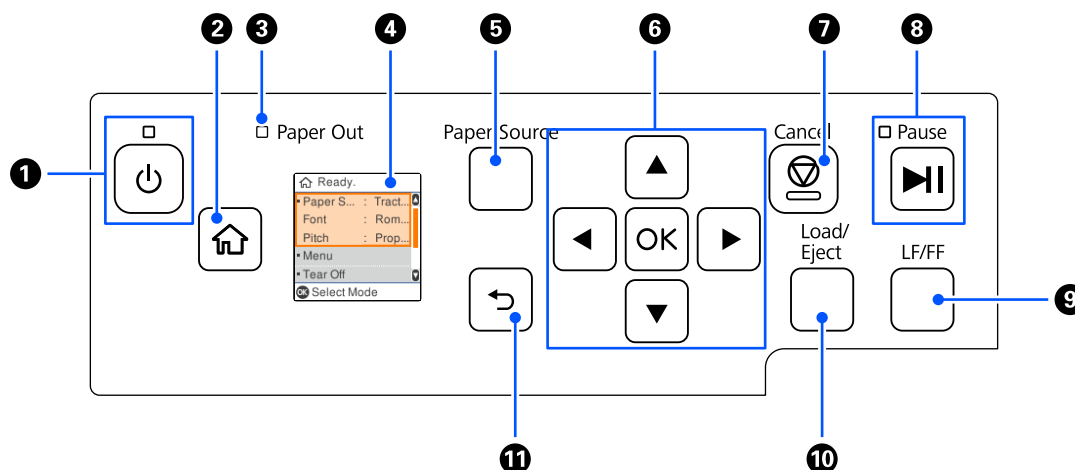 2 3 4 5 6 7 8
Paper Out Paper Source Cancel Pause
1
Ready.
Paper S... : Tract...
Font : Rom...
Pitch : Prop...
Menu
Tear Off
OK Select Mode
OK
Load/
Eject
LF/FF
9
11 10